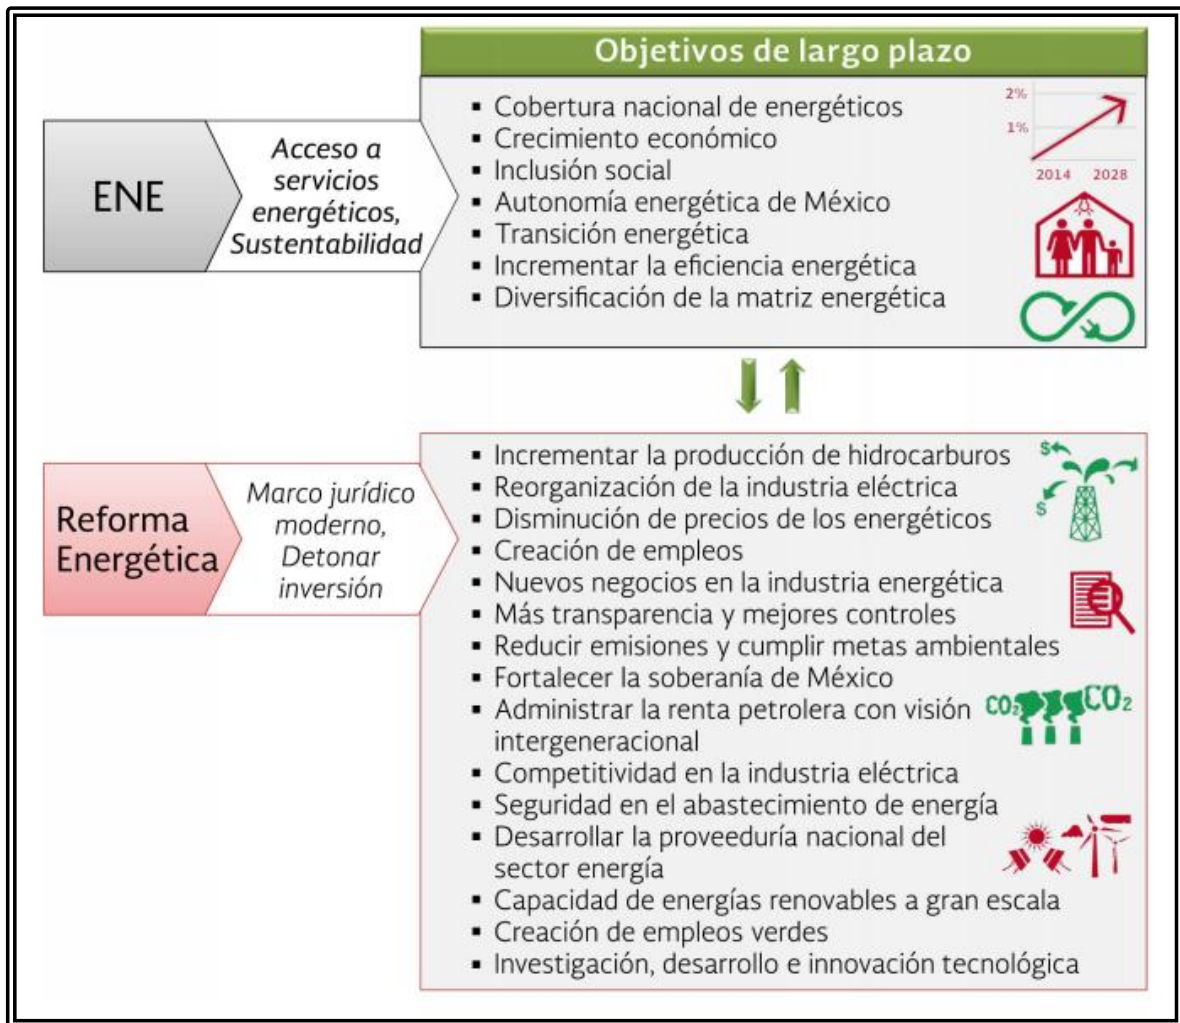 Objetivos de largo plazo
ENE
Acceso a
servicios
energéticos,
Sustentabilidad
▪ Cobertura nacional de energéticos
▪ Crecimiento económico
▪ Inclusión social
▪ Autonomía energética de México
▪ Transición energética
▪ Incrementar la eficiencia energética
▪ Diversificación de la matriz energética
2%
1%
2014 2028
Reforma
Energética
Marco jurídico
moderno,
Detonar
inversión
▪ Incrementar la producción de hidrocarburos
▪ Reorganización de la industria eléctrica
▪ Disminución de precios de los energéticos
▪ Creación de empleos
▪ Nuevos negocios en la industria energética
▪ Más transparencia y mejores controles
▪ Reducir emisiones y cumplir metas ambientales
▪ Fortalecer la soberanía de México
▪ Administrar la renta petrolera con visión
intergeneracional
▪ Competitividad en la industria eléctrica
▪ Seguridad en el abastecimiento de energía
▪ Desarrollar la proveeduría nacional del
sector energía
▪ Capacidad de energías renovables a gran escala
▪ Creación de empleos verdes
▪ Investigación, desarrollo e innovación tecnológica
$
$
CO₂ CO₂